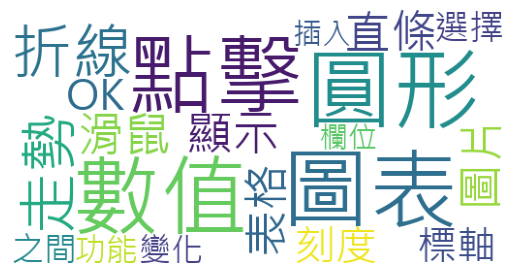 折線
點擊
插入
直條
選擇
OK
圓形
走勢
滑鼠
顯示
欄位
圖片
數值
表格
圖表
之間
功能
變化
刻度
標軸